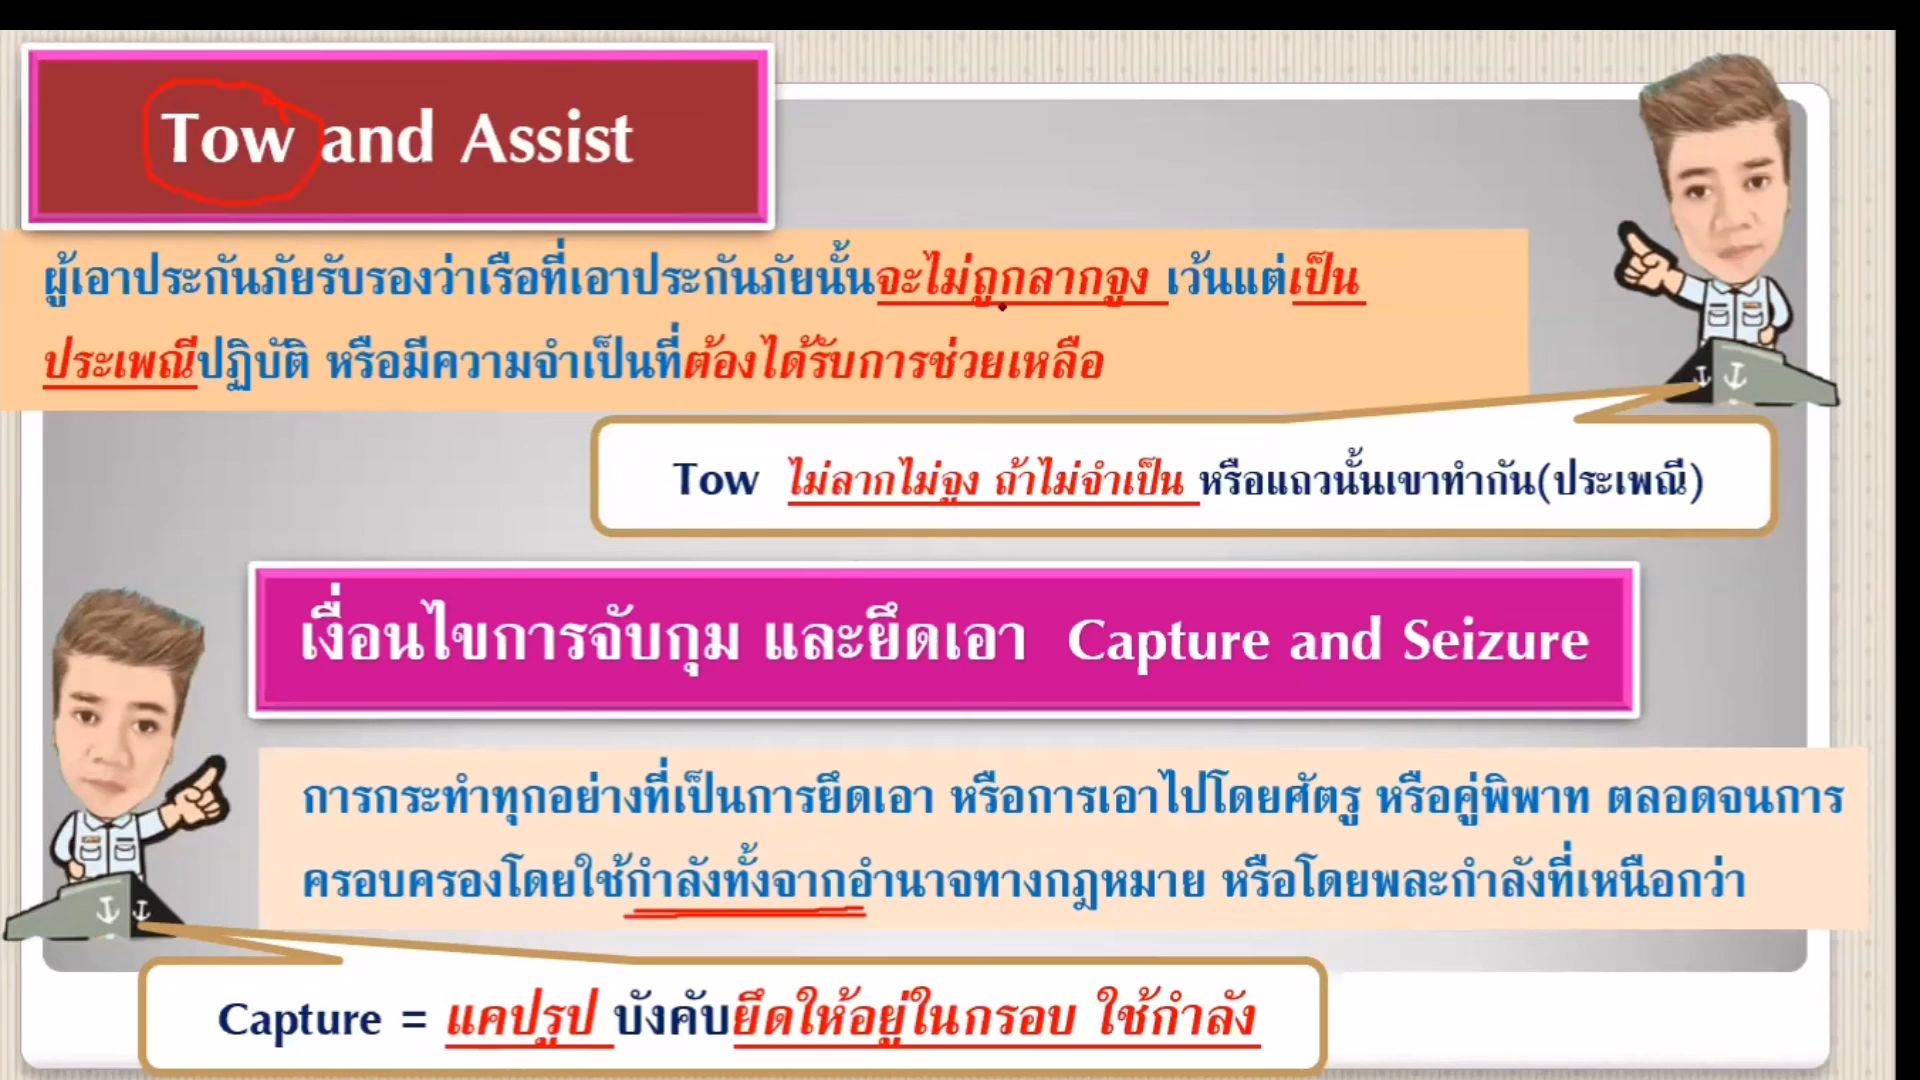 Tow and Assist
ผู้เอาประกันภัยรับรองว่าเรือที่เอาประกันภัยนั้นจะไม่ถูกลากจูง เว้นแต่เป็น
ประเพณีปฏิบัติ หรือมีความจำเป็นที่ต้องได้รับการช่วยเหลือ
Tow ไม่ลากไม่จูง ถ้าไม่จำเป็น หรือแถวนั้นเขาทำกัน(ประเพณี)
เงื่อนไขการจับกุม และยึดเอา Capture and Seizure
การกระทำทุกอย่างที่เป็นการยึดเอา หรือการเอาไปโดยศัตรู หรือคู่พิพาท ตลอดจนการ
ครอบครองโดยใช้กำลังทั้งจากอำนาจทางกฎหมาย หรือโดยพละกำลังที่เหนือกว่า
Capture = แคปรูป บังคับยึดให้อยู่ในกรอบ ใช้กำลัง